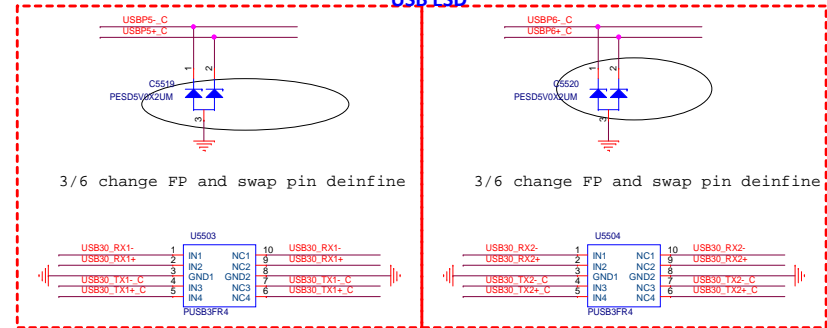 USB ESD
USBP5-_C
USBP5+_C
1
2
C5519
PESD5V0X2UM
3
3/6 change FP and swap pin deinfine
U5503
USB30_RX1- 1 IN1 NC1 10 USB30_RX1-
USB30_RX1+ 2 IN2 NC2 9 USB30_RX1+
3 GND1 GND2 8
USB30_TX1-_C 4 IN3 NC3 7 USB30_TX1-_C
USB30_TX1+_C 5 IN4 NC4 6 USB30_TX1+_C
PUSB3FR4
USBP6-_C
USBP6+_C
1
2
C5520
PESD5V0X2UM
3
3/6 change FP and swap pin deinfine
U5504
USB30_RX2- 1 IN1 NC1 10 USB30_RX2-
USB30_RX2+ 2 IN2 NC2 9 USB30_RX2+
3 GND1 GND2 8
USB30_TX2-_C 4 IN3 NC3 7 USB30_TX2-_C
USB30_TX2+_C 5 IN4 NC4 6 USB30_TX2+_C
PUSB3FR4